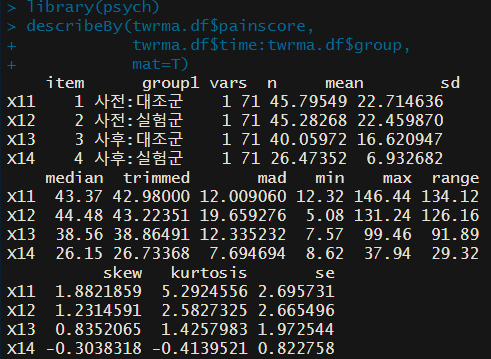 > library(psych)
> describeBy(twrma.df$painscore,
+            twrma.df$time:twrma.df$group,
+            mat=T)
    item      group1 vars  n     mean        sd
X11    1 사전:대조군    1 71 45.79549 22.714636
X12    2 사전:실험군    1 71 45.28268 22.459870
X13    3 사후:대조군    1 71 40.05972 16.620947
X14    4 사후:실험군    1 71 26.47352  6.932682
    median  trimmed       mad   min    max  range
X11  43.37 42.98000 12.009060 12.32 146.44 134.12
X12  44.48 43.22351 19.659276  5.08 131.24 126.16
X13  38.56 38.86491 12.335232  7.57  99.46  91.89
X14  26.15 26.73368  7.694694  8.62  37.94  29.32
          skew   kurtosis       se
X11  1.8821859  5.2924556 2.695731
X12  1.2314591  2.5827325 2.665496
X13  0.8352065  1.4257983 1.972544
X14 -0.3038318 -0.4139521 0.822758